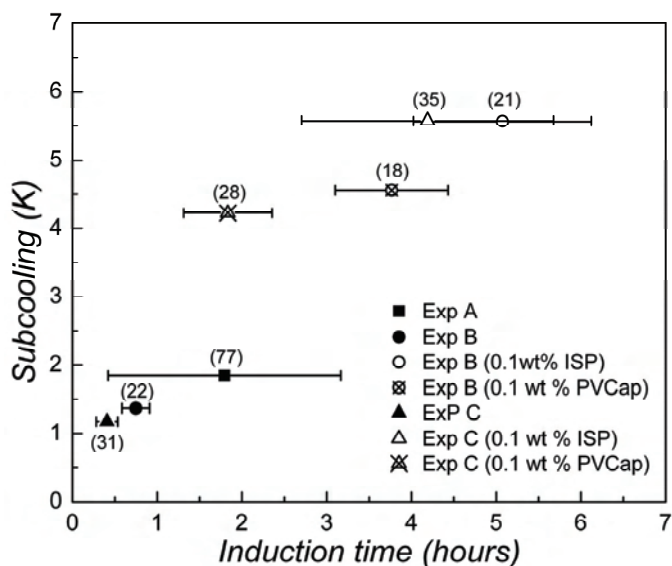 7
6
5
4
3
2
1
0
Subcooling (K)
(35) (21)
(18)
(28)
(77)
(22)
(31)
Exp A
Exp B
Exp B (0.1wt% ISP)
Exp B (0.1 wt % PVCap)
ExP C
Exp C (0.1 wt % ISP)
Exp C (0.1 wt % PVCap)
0 1 2 3 4 5 6 7
Induction time (hours)